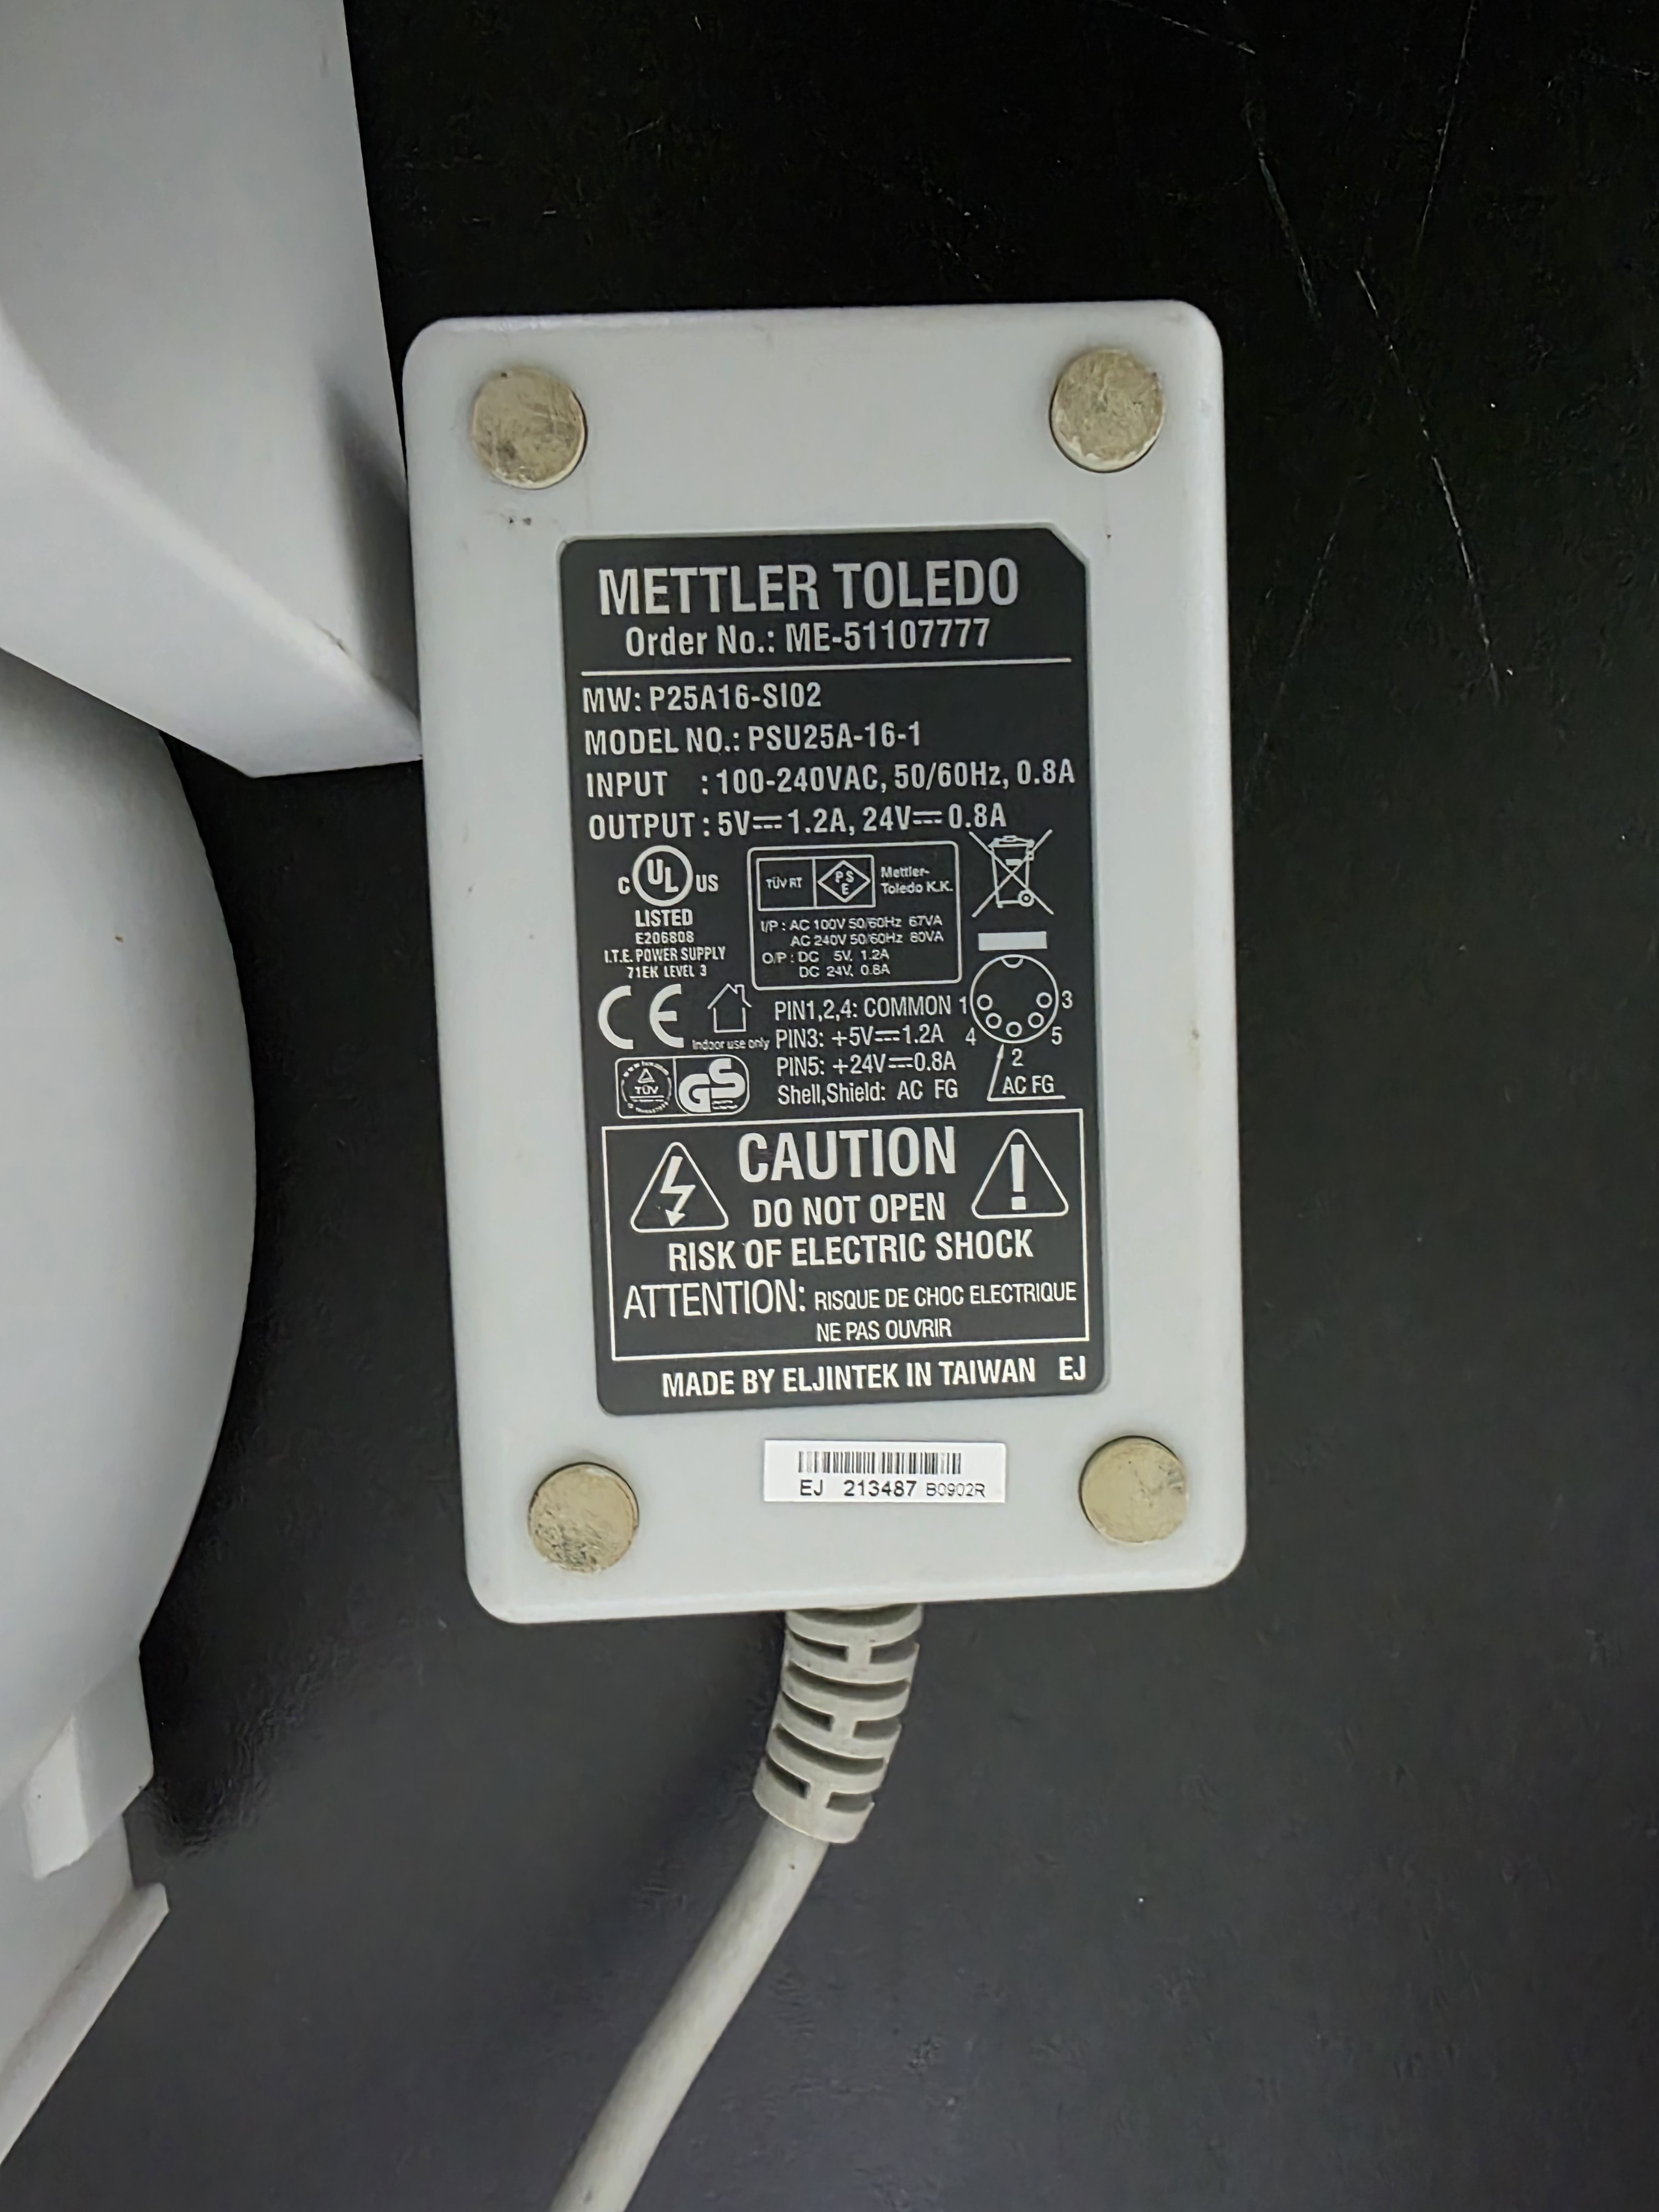 METTLER TOLEDO
Order No.: ME-51107777
MW: P25A16-SI02
MODEL NO.: PSU25A-16-1
INPUT : 100-240VAC, 50/60Hz, 0.8A
OUTPUT : 5V⎓1.2A, 24V⎓0.8A
C UL US
LISTED
E206808
I.T.E. POWER SUPPLY
71EK LEVEL 3
TÜV RT
PS
E
Mettler-
Toledo K.K.
I/P : AC 100V 50/60Hz 67VA
AC 240V 50/60Hz 80VA
O/P : DC 5V, 1.2A
DC 24V, 0.8A
CE
Indoor use only
TÜV
GS
PIN1,2,4: COMMON
PIN3: +5V⎓1.2A
PIN5: +24V⎓0.8A
Shell,Shield: AC FG
1 3
4 5
2
AC FG
CAUTION
DO NOT OPEN
RISK OF ELECTRIC SHOCK
ATTENTION: RISQUE DE CHOC ELECTRIQUE
NE PAS OUVRIR
MADE BY ELJINTEK IN TAIWAN EJ
EJ 213487 B0902R